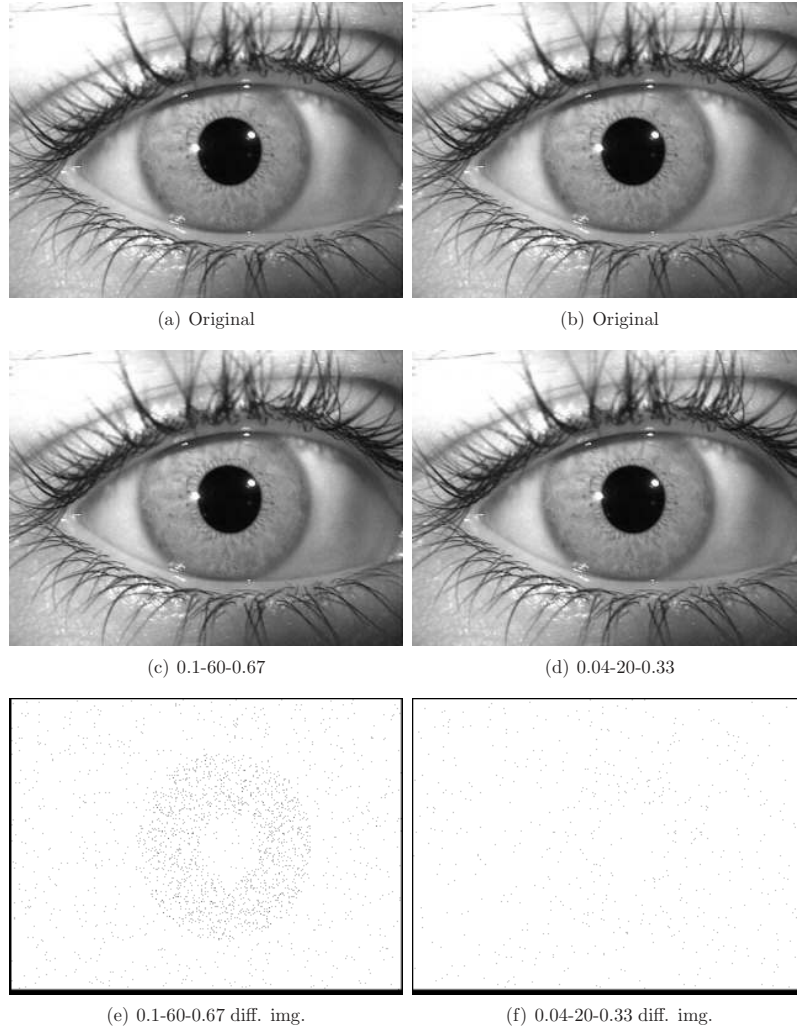 (a) Original
(b) Original
(c) 0.1-60-0.67
(d) 0.04-20-0.33
(e) 0.1-60-0.67 diff. img.
(f) 0.04-20-0.33 diff. img.